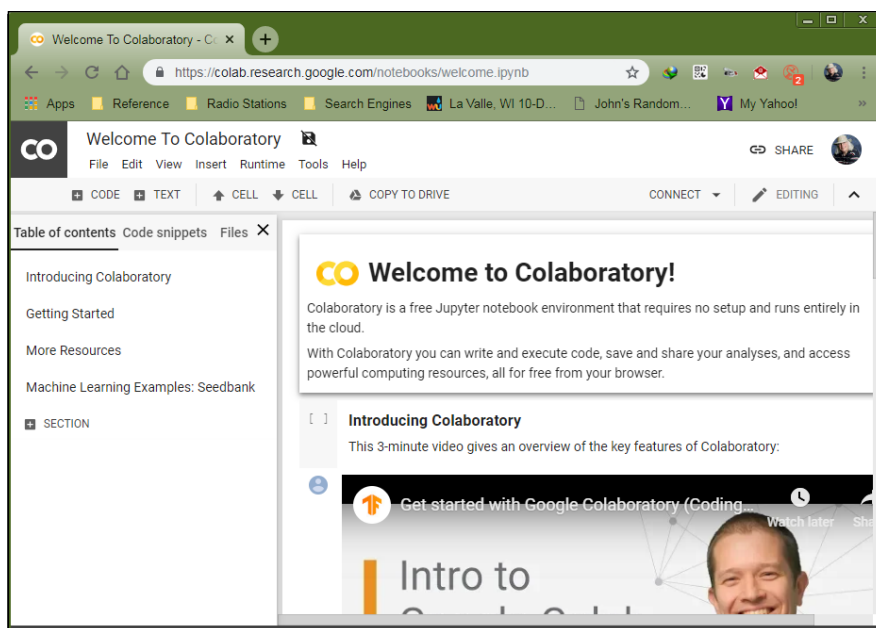 Welcome To Colaboratory - Co
https://colab.research.google.com/notebooks/welcome.ipynb
2
Apps Reference Radio Stations Search Engines La Valle, WI 10-D... John's Random... My Yahoo! »
CO Welcome To Colaboratory
SHARE
File Edit View Insert Runtime Tools Help
CODE TEXT CELL CELL COPY TO DRIVE CONNECT EDITING
Table of contents Code snippets Files
Introducing Colaboratory
Getting Started
More Resources
Machine Learning Examples: Seedbank
SECTION
CO Welcome to Colaboratory!
Colaboratory is a free Jupyter notebook environment that requires no setup and runs entirely in
the cloud.
With Colaboratory you can write and execute code, save and share your analyses, and access
powerful computing resources, all for free from your browser.
[ ] Introducing Colaboratory
This 3-minute video gives an overview of the key features of Colaboratory:
Get started with Google Colaboratory (Coding...
Watch later Sha
Intro to